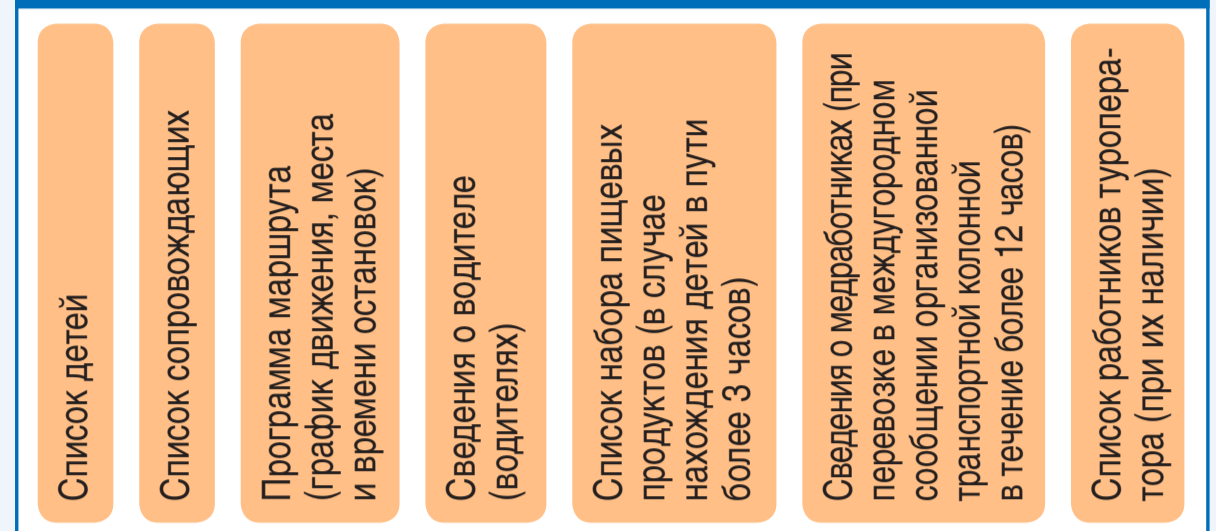 Список детей
Список сопровождающих
Программа маршрута
(график движения, места
и времени остановок)
Сведения о водителе
(водителях)
Список набора пищевых
продуктов (в случае
нахождения детей в пути
более 3 часов)
Сведения о медработниках (при
перевозке в междугородном
сообщении организованной
транспортной колонной
в течение более 12 часов)
Список работников туропера-
тора (при их наличии)